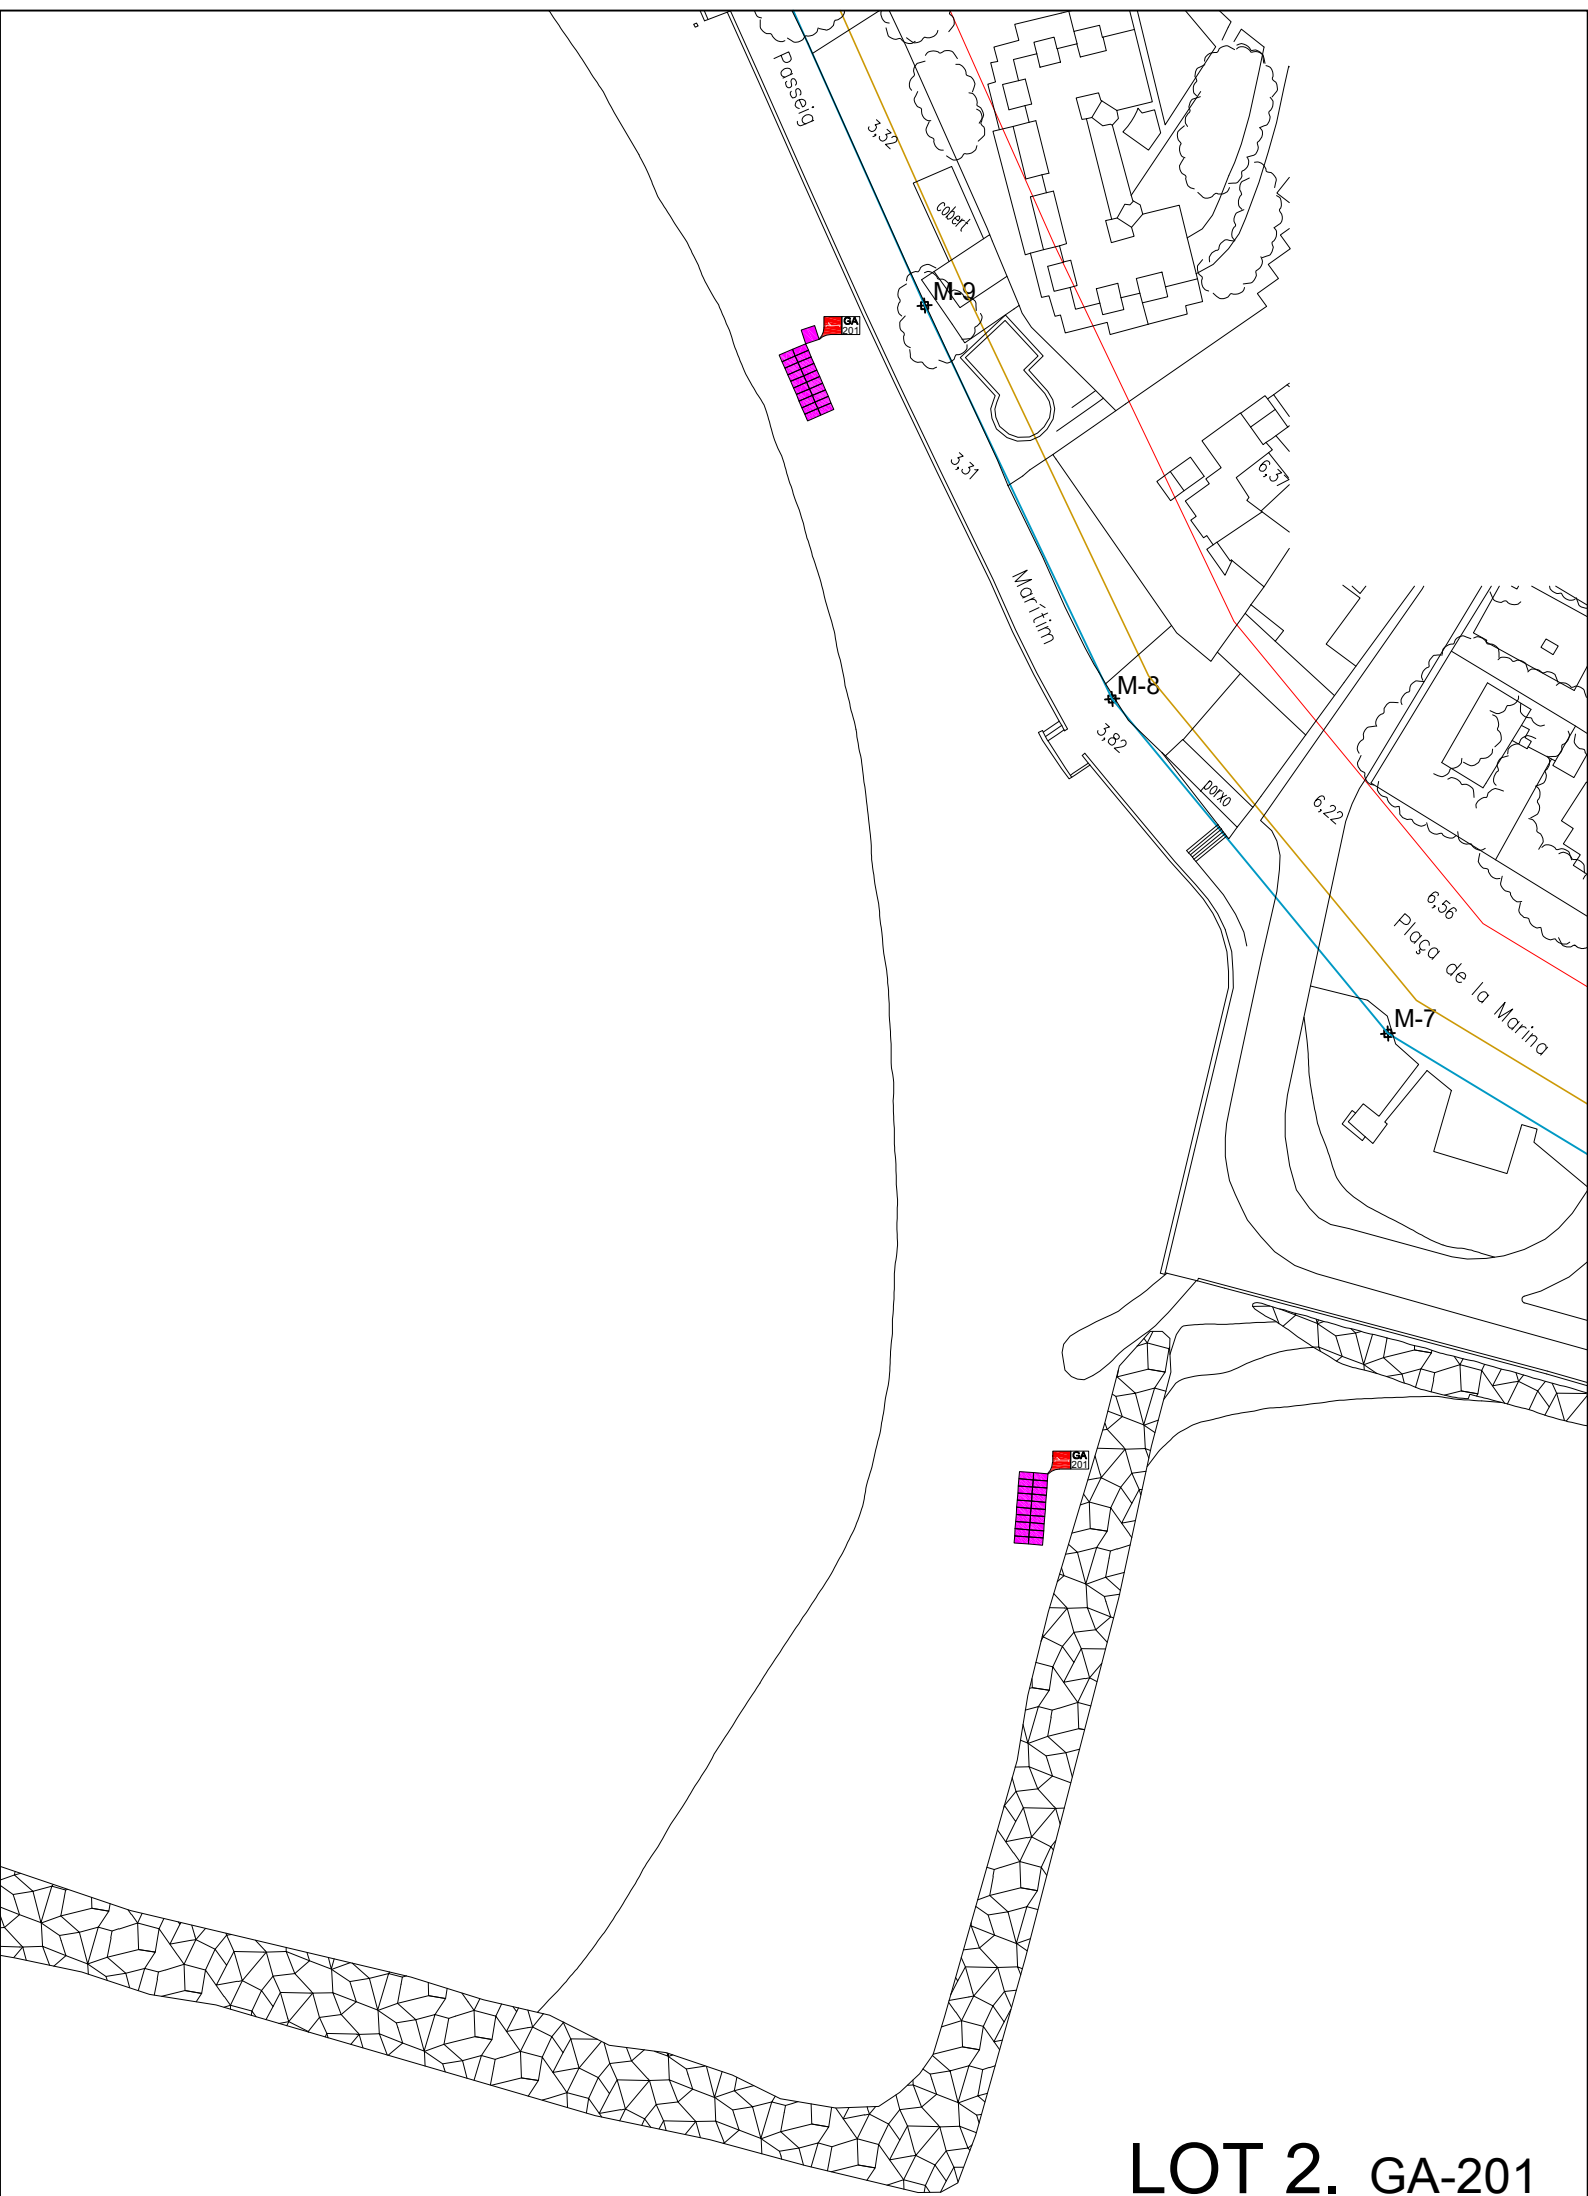 Passeig
3,32
cobert
M-9
GA
201
3,31
6,37
Marítim
M-8
3,82
porxo
6,22
6,56
Plaça de la Marina
M-7
GA
201
LOT 2. GA-201